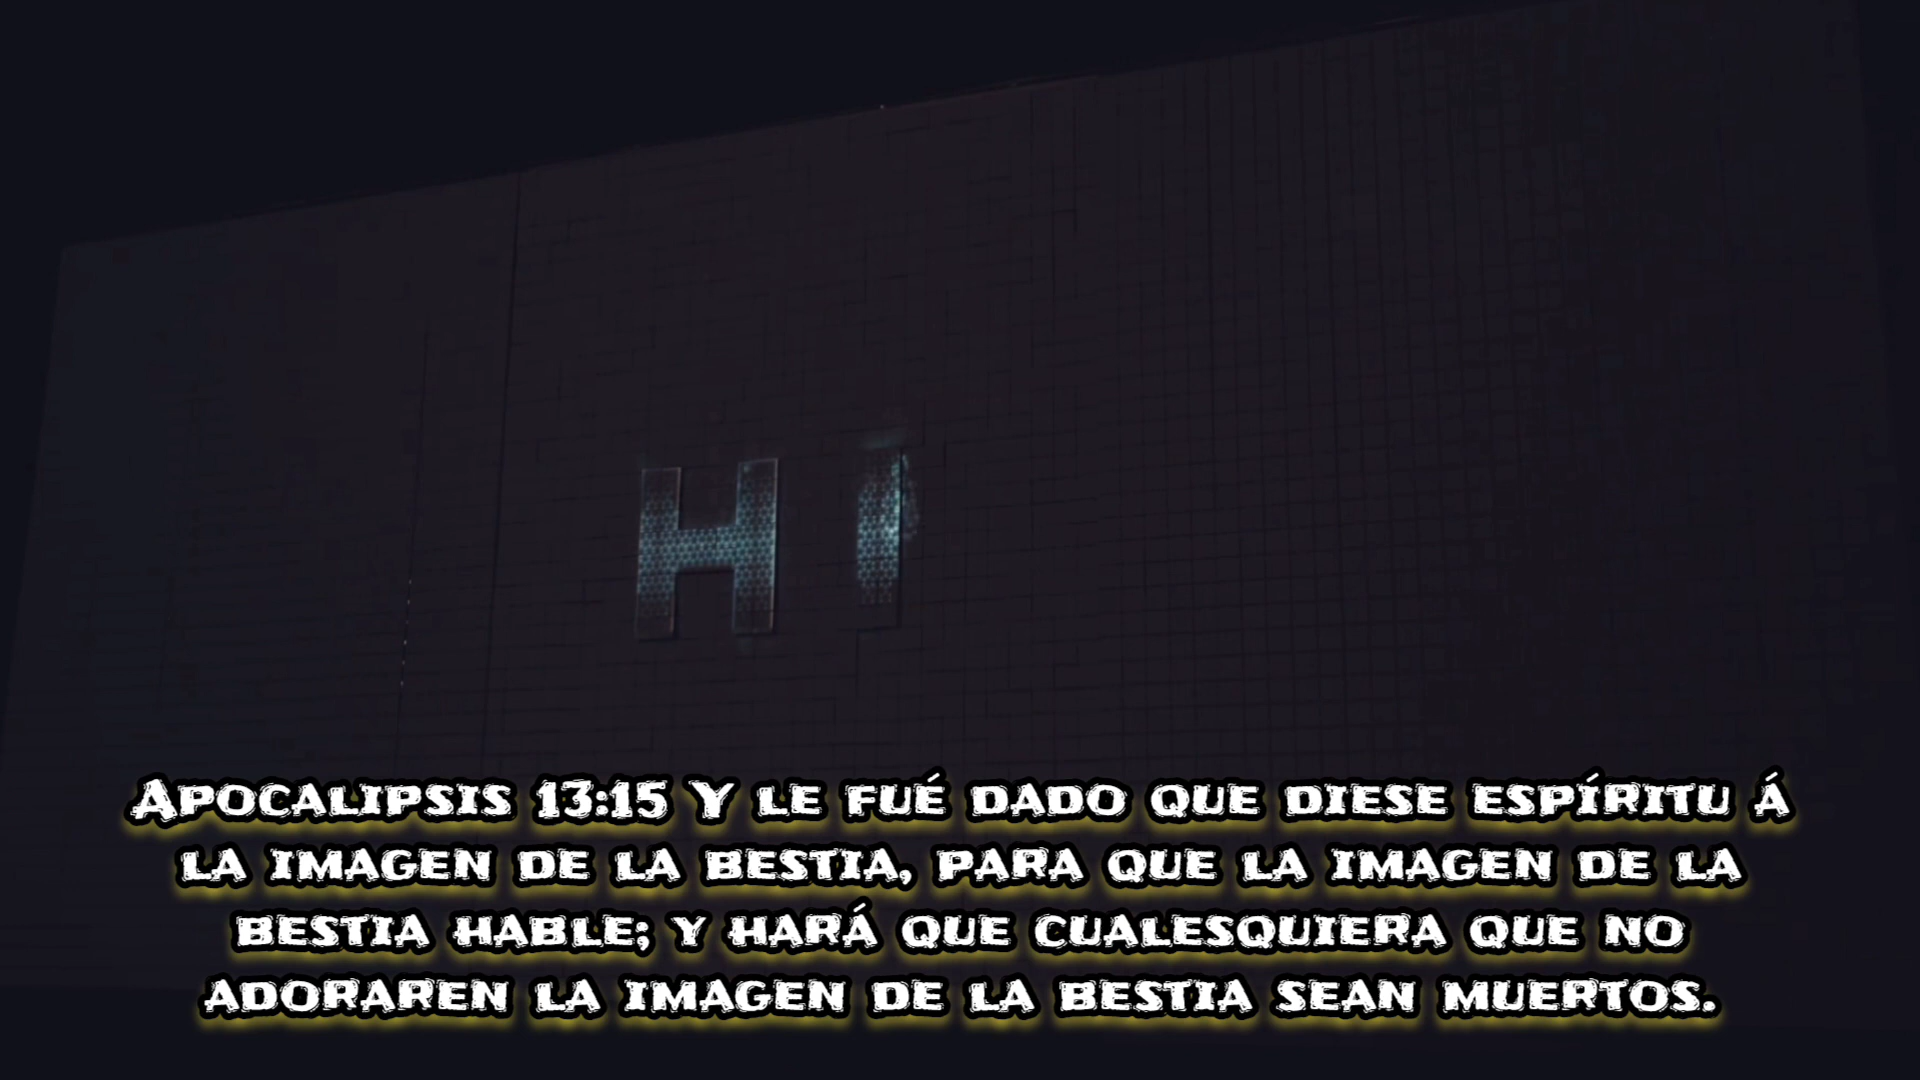 H I
Apocalipsis 13:15 Y le fué dado que diese espíritu á
la imagen de la bestia, para que la imagen de la
bestia hable; y hará que cualesquiera que no
adoraren la imagen de la bestia sean muertos.